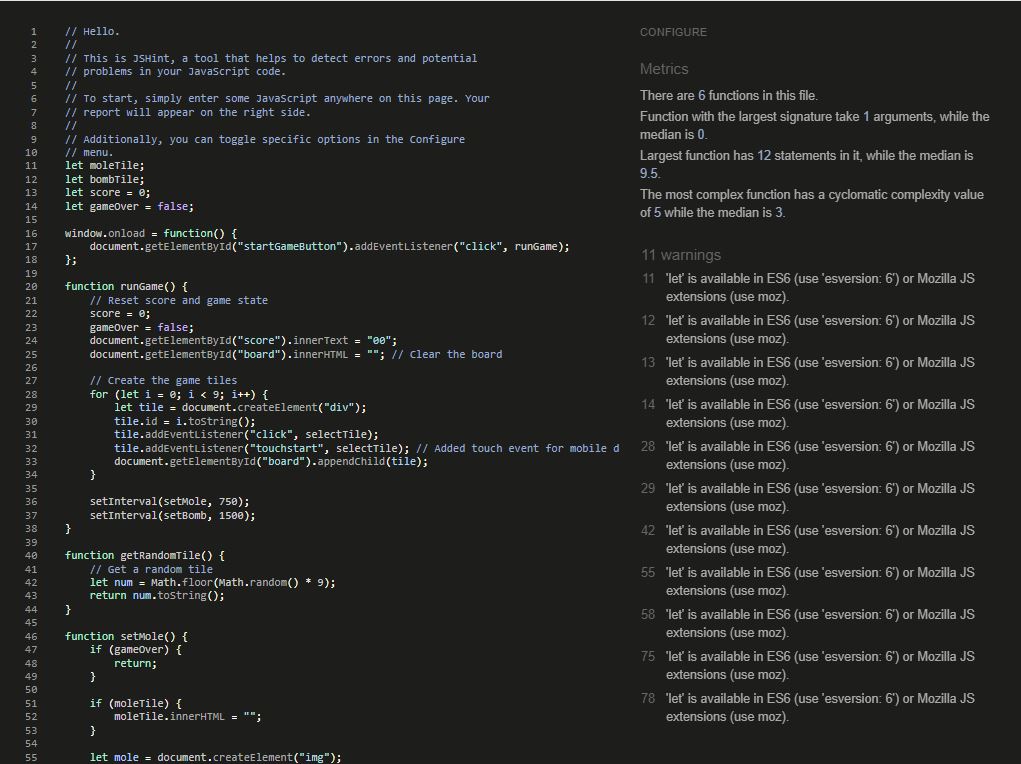 1 // Hello.
2 //
3 // This is JSHint, a tool that helps to detect errors and potential
4 // problems in your JavaScript code.
5 //
6 // To start, simply enter some JavaScript anywhere on this page. Your
7 // report will appear on the right side.
8 //
9 // Additionally, you can toggle specific options in the Configure
10 // menu.
11 let moleTile;
12 let bombTile;
13 let score = 0;
14 let gameOver = false;
15
16 window.onload = function() {
17     document.getElementById("startGameButton").addEventListener("click", runGame);
18 };
19
20 function runGame() {
21     // Reset score and game state
22     score = 0;
23     gameOver = false;
24     document.getElementById("score").innerText = "00";
25     document.getElementById("board").innerHTML = ""; // Clear the board
26
27     // Create the game tiles
28     for (let i = 0; i < 9; i++) {
29         let tile = document.createElement("div");
30         tile.id = i.toString();
31         tile.addEventListener("click", selectTile);
32         tile.addEventListener("touchstart", selectTile); // Added touch event for mobile d
33         document.getElementById("board").appendChild(tile);
34     }
35
36     setInterval(setMole, 750);
37     setInterval(setBomb, 1500);
38 }
39
40 function getRandomTile() {
41     // Get a random tile
42     let num = Math.floor(Math.random() * 9);
43     return num.toString();
44 }
45
46 function setMole() {
47     if (gameOver) {
48         return;
49     }
50
51     if (moleTile) {
52         moleTile.innerHTML = "";
53     }
54
55     let mole = document.createElement("img");
CONFIGURE
Metrics
There are 6 functions in this file.
Function with the largest signature take 1 arguments, while the
median is 0.
Largest function has 12 statements in it, while the median is
9.5.
The most complex function has a cyclomatic complexity value
of 5 while the median is 3.
11 warnings
11 'let' is available in ES6 (use 'esversion: 6') or Mozilla JS
extensions (use moz).
12 'let' is available in ES6 (use 'esversion: 6') or Mozilla JS
extensions (use moz).
13 'let' is available in ES6 (use 'esversion: 6') or Mozilla JS
extensions (use moz).
14 'let' is available in ES6 (use 'esversion: 6') or Mozilla JS
extensions (use moz).
28 'let' is available in ES6 (use 'esversion: 6') or Mozilla JS
extensions (use moz).
29 'let' is available in ES6 (use 'esversion: 6') or Mozilla JS
extensions (use moz).
42 'let' is available in ES6 (use 'esversion: 6') or Mozilla JS
extensions (use moz).
55 'let' is available in ES6 (use 'esversion: 6') or Mozilla JS
extensions (use moz).
58 'let' is available in ES6 (use 'esversion: 6') or Mozilla JS
extensions (use moz).
75 'let' is available in ES6 (use 'esversion: 6') or Mozilla JS
extensions (use moz).
78 'let' is available in ES6 (use 'esversion: 6') or Mozilla JS
extensions (use moz).